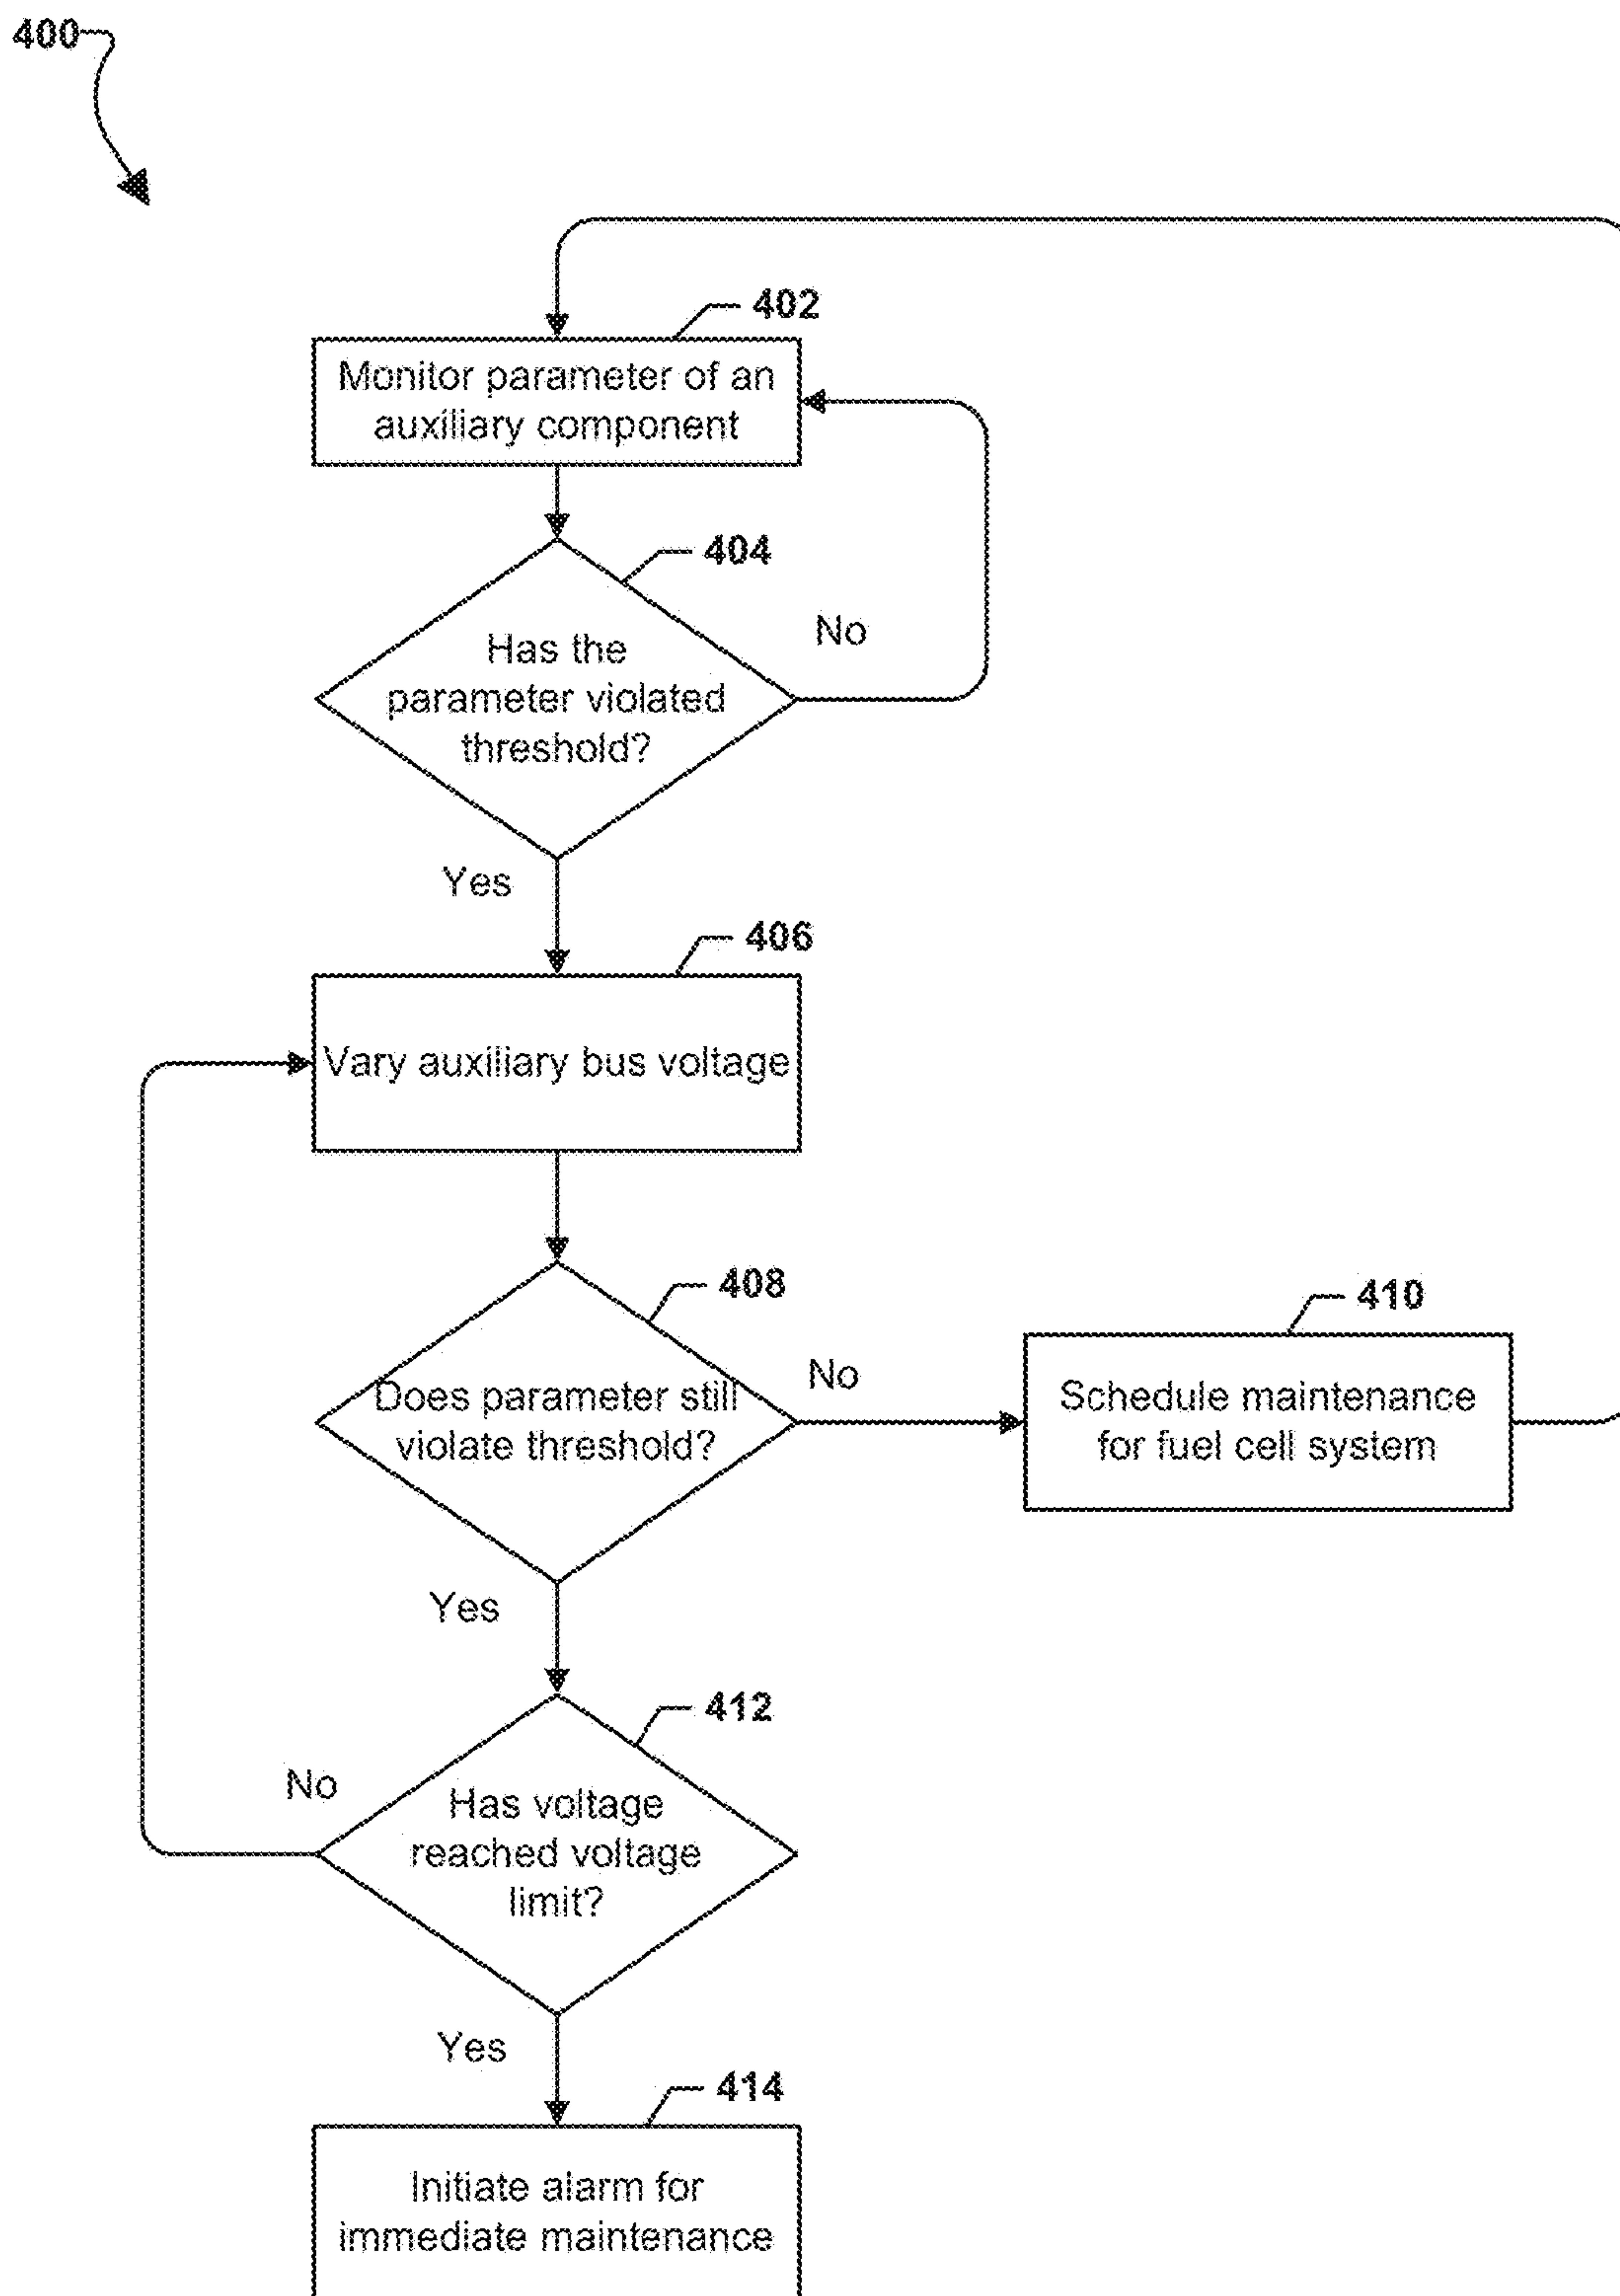 400
402
Monitor parameter of an
auxiliary component
404
Has the
parameter violated
threshold?
No
Yes
406
Vary auxiliary bus voltage
408
Does parameter still
violate threshold?
No
410
Schedule maintenance
for fuel cell system
Yes
412
Has voltage
reached voltage
limit?
No
Yes
414
Initiate alarm for
immediate maintenance